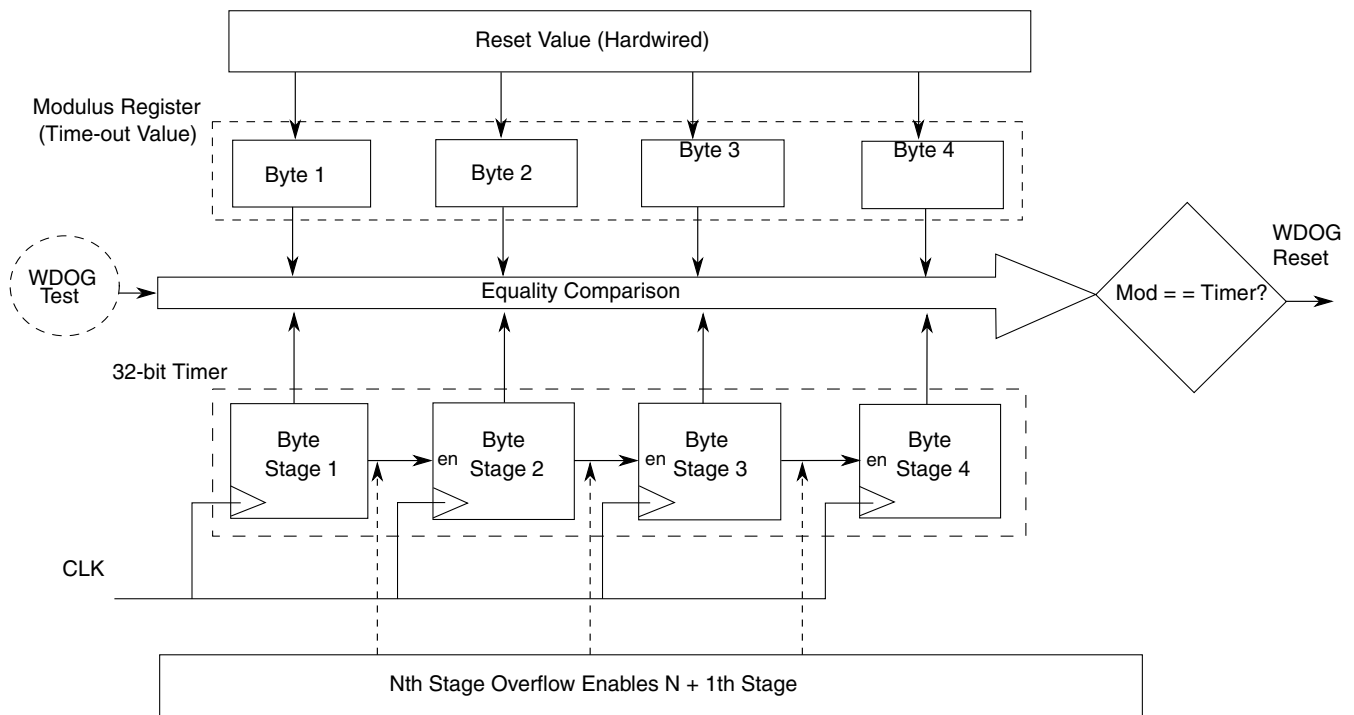 Reset Value (Hardwired)
Modulus Register
(Time-out Value)
Byte 1
Byte 2
Byte 3
Byte 4
WDOG
Test
Equality Comparison
Mod = = Timer?
WDOG
Reset
32-bit Timer
Byte
Stage 1
en
Byte
Stage 2
en
Byte
Stage 3
en
Byte
Stage 4
CLK
Nth Stage Overflow Enables N + 1th Stage